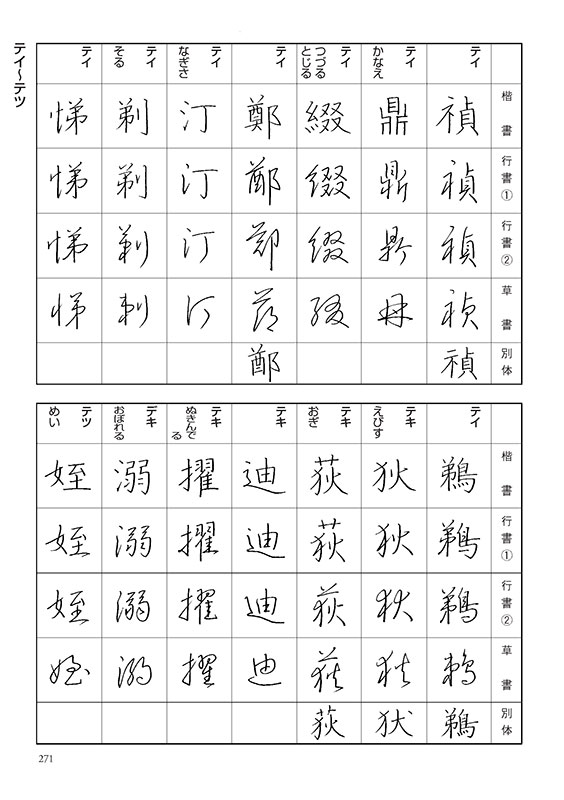 テイ～テツ
楷書 行書① 行書② 草書 別体
テイ 禎 禎 禎 禎 禎
テイ かなえ 鼎 鼎 鼎 鼎
テイ つづる とじる 綴 綴 綴 綴
テイ 鄭 鄭 鄭 鄭 鄭
テイ なぎさ 汀 汀 汀 汀
テイ そる 剃 剃 剃 剃
テイ 悌 悌 悌 悌
楷書 行書① 行書② 草書 別体
テイ 鵜 鵜 鵜 鵜 鵜
テキ えびす 狄 狄 狄 狄 狄
テキ おぎ 荻 荻 荻 荻 荻
テキ 迪 迪 迪 迪
テキ ぬきんでる 擢 擢 擢 擢
デキ おぼれる 溺 溺 溺 溺
テツ めい 姪 姪 姪 姪
271